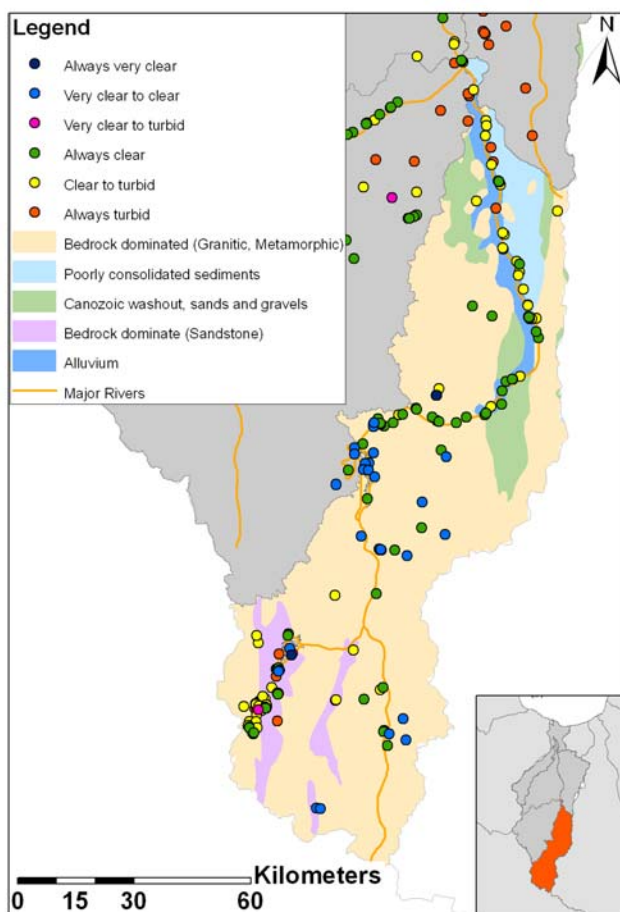 Legend
N
Always very clear
Very clear to clear
Very clear to turbid
Always clear
Clear to turbid
Always turbid
Bedrock dominated (Granitic, Metamorphic)
Poorly consolidated sediments
Canozoic washout, sands and gravels
Bedrock dominate (Sandstone)
Alluvium
Major Rivers
Kilometers
0 15 30 60